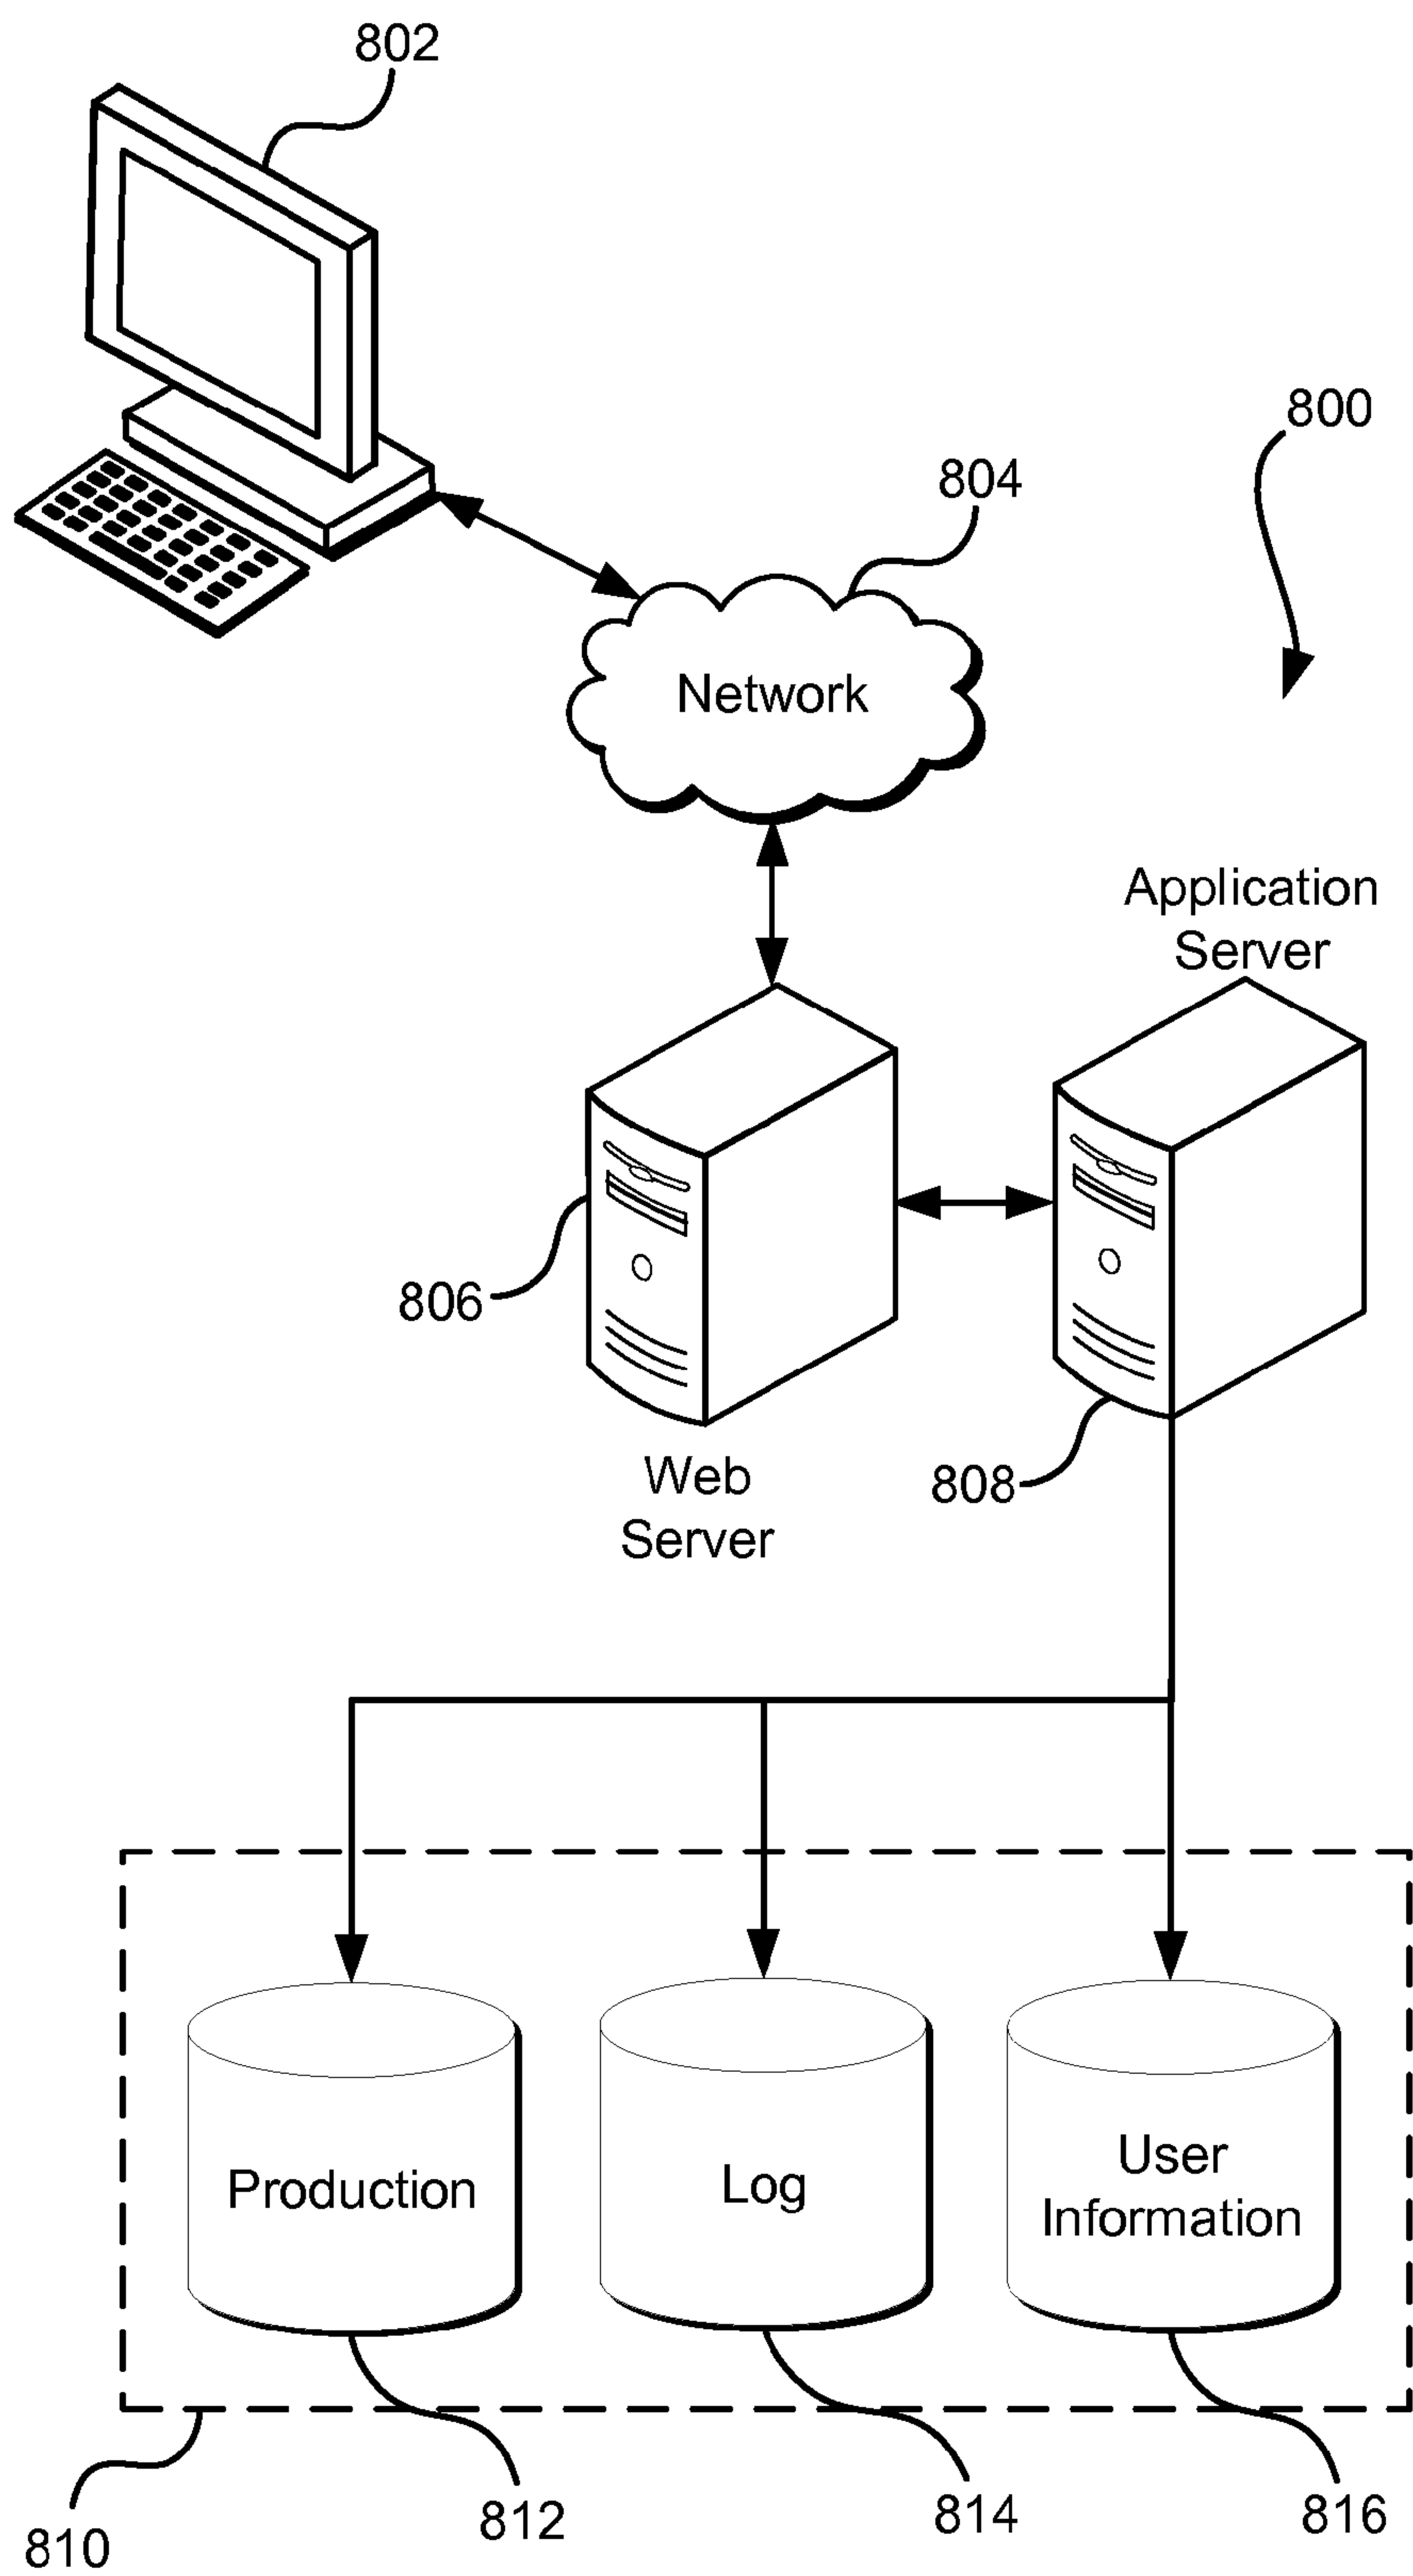 802
800
804
Network
Application
Server
806
Web
Server
808
Production
Log
User
Information
810
812
814
816